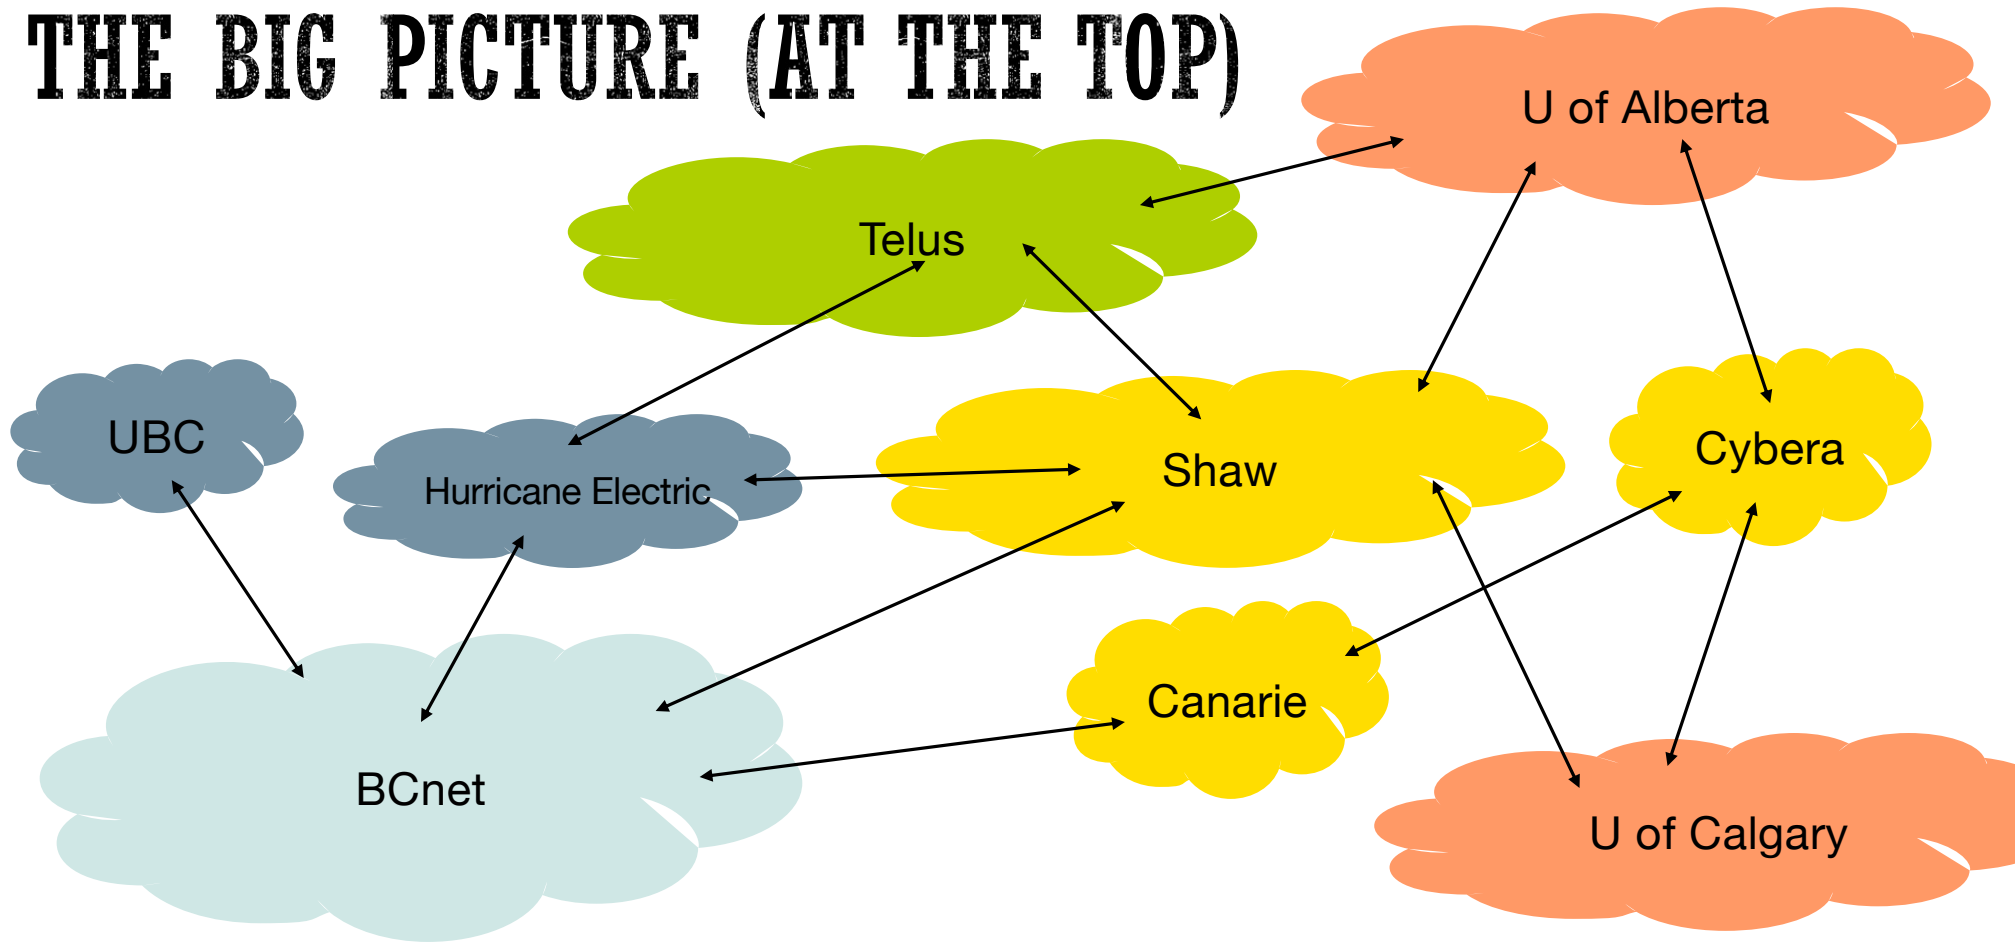 THE BIG PICTURE (AT THE TOP)
U of Alberta
Telus
UBC
Hurricane Electric
Shaw
Cybera
Canarie
BCnet
U of Calgary